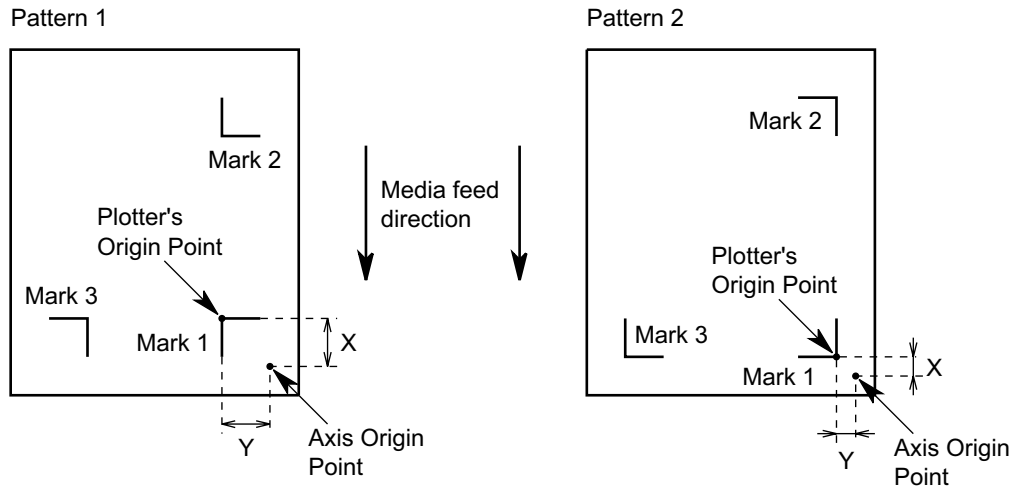 Pattern 1
Pattern 2
Mark 2
Mark 2
Media feed
direction
Plotter's
Origin Point
Plotter's
Origin Point
Mark 3
Mark 1
X
Mark 3
Mark 1
X
Y
Axis Origin
Point
Y
Axis Origin
Point